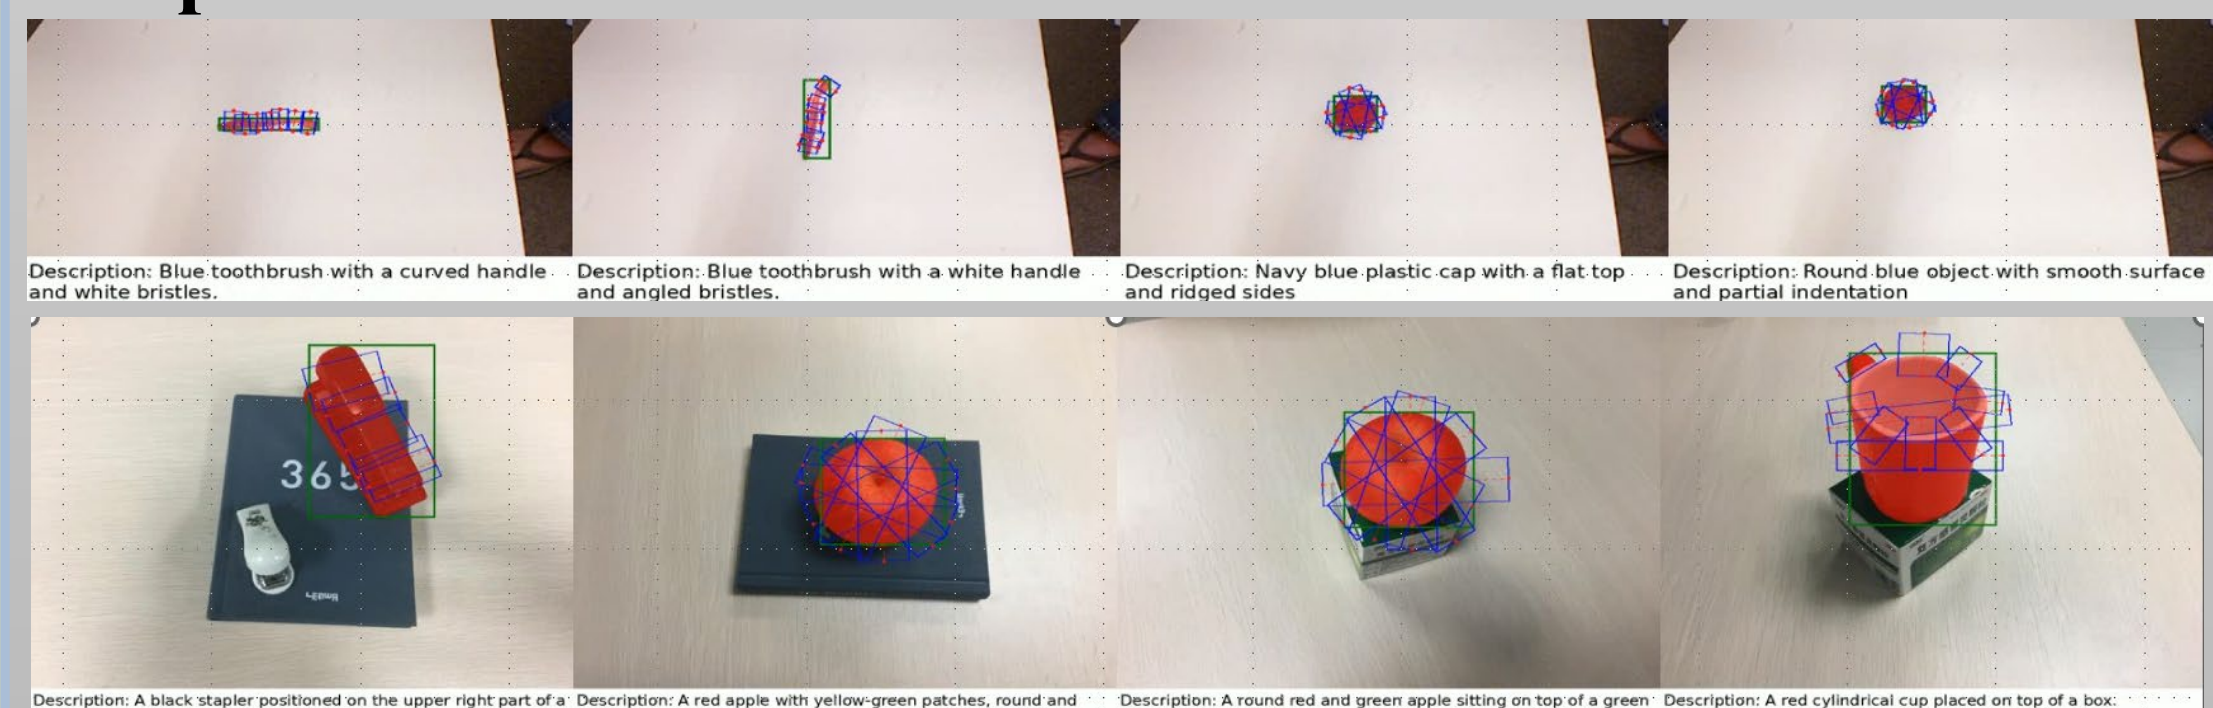 Description: Blue toothbrush with a curved handle
and white bristles.
Description: Blue toothbrush with a white handle
and angled bristles.
Description: Navy blue plastic cap with a flat top
and ridged sides
Description: Round blue object with smooth surface
and partial indentation
365
Description: A black stapler positioned on the upper right part of a
Description: A red apple with yellow-green patches, round and
Description: A round red and green apple sitting on top of a green
Description: A red cylindrical cup placed on top of a box: